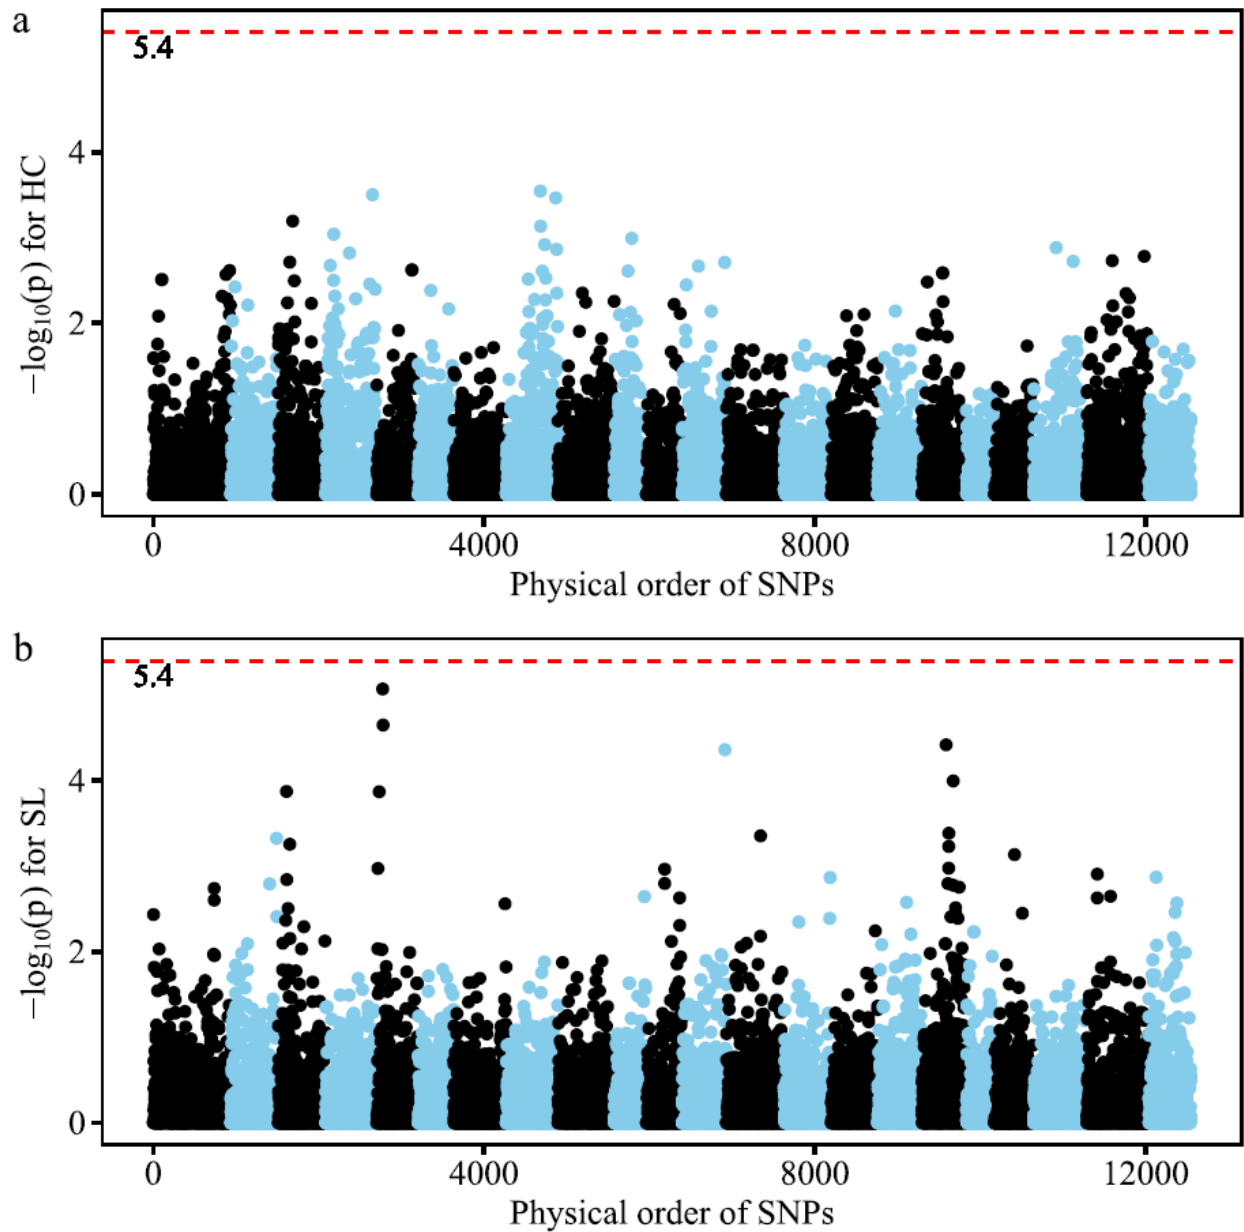 a
5.4
4
2
0
−log₁₀(p) for HC
0 4000 8000 12000
Physical order of SNPs
b
5.4
4
2
0
−log₁₀(p) for SL
0 4000 8000 12000
Physical order of SNPs